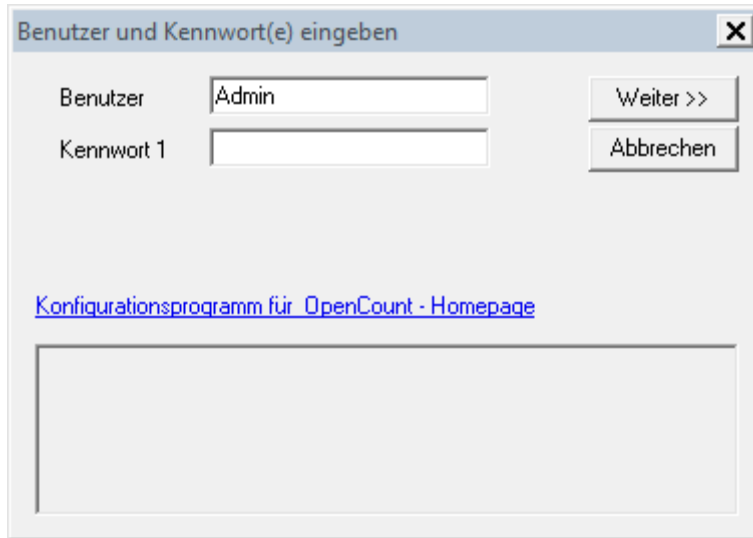 Benutzer und Kennwort(e) eingeben
Benutzer
Admin
Weiter >>
Kennwort 1
Abbrechen
Konfigurationsprogramm für OpenCount - Homepage